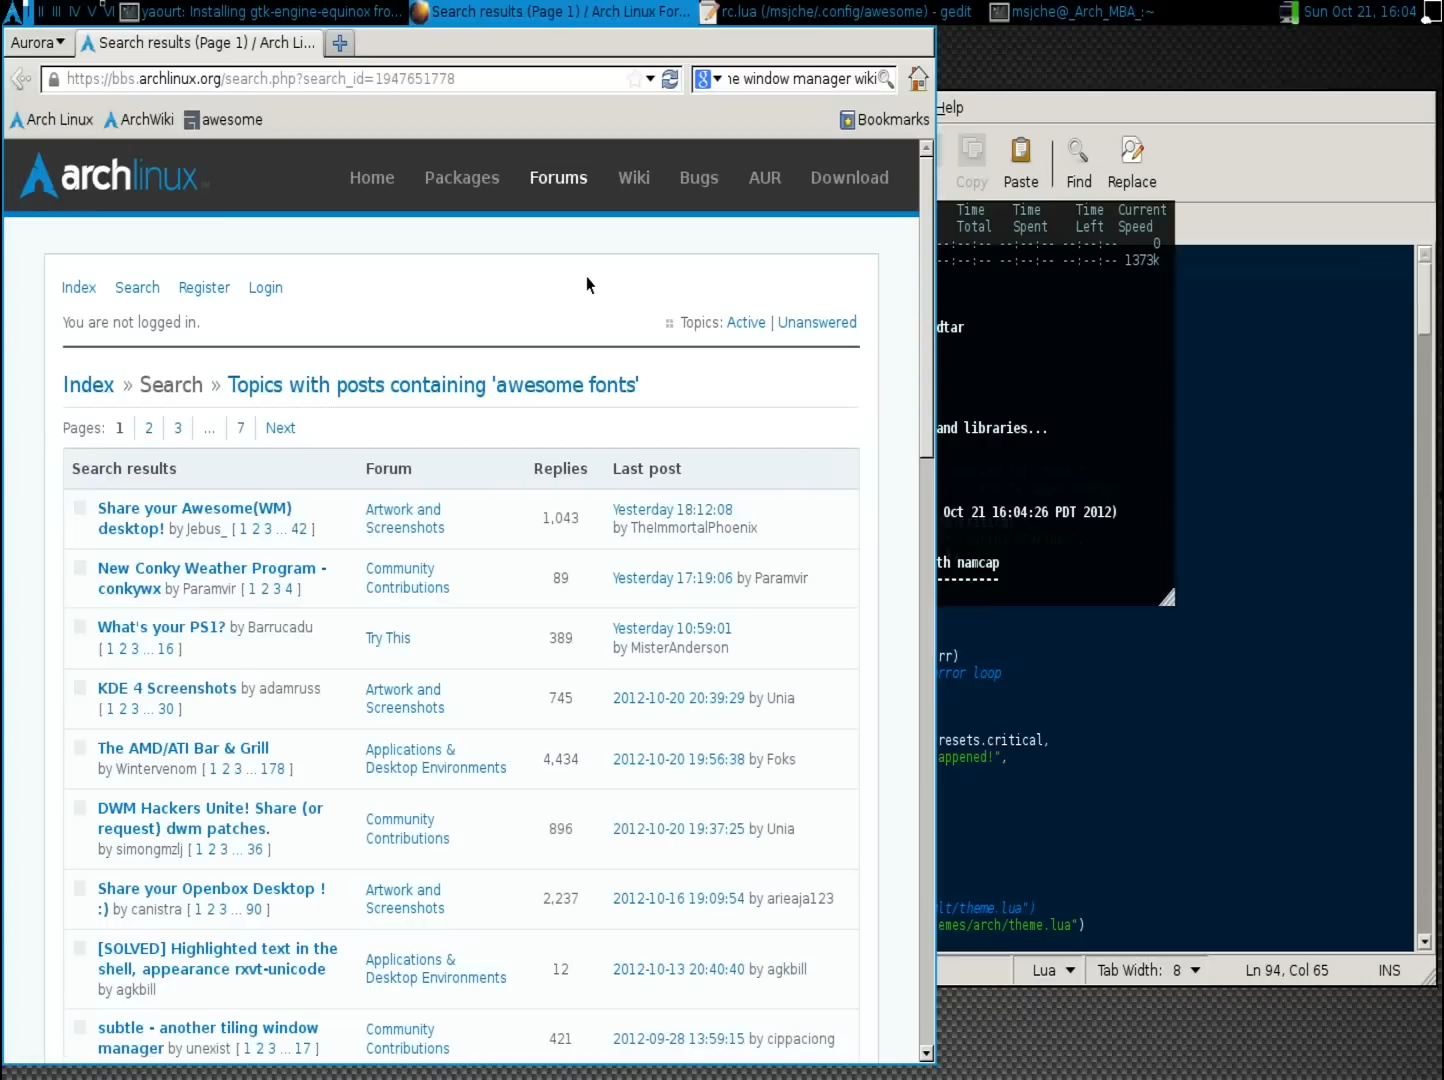 II III IV V VI yaourt: Installing gtk-engine-equinox fro... Search results (Page 1) / Arch Linux For... rc.lua (/msjche/.config/awesome) - gedit msjche@_Arch_MBA_:~ Sun Oct 21, 16:04
Aurora Search results (Page 1) / Arch Li...
https://bbs.archlinux.org/search.php?search_id=1947651778 ne window manager wiki
Arch Linux ArchWiki awesome Bookmarks
archlinux Home Packages Forums Wiki Bugs AUR Download
Index Search Register Login
You are not logged in. Topics: Active | Unanswered
Index » Search » Topics with posts containing 'awesome fonts'
Pages: 1 2 3 ... 7 Next
Search results Forum Replies Last post
Share your Awesome(WM)
desktop! by Jebus_ [ 1 2 3 ... 42 ]
Artwork and
Screenshots
1,043
Yesterday 18:12:08
by TheImmortalPhoenix
New Conky Weather Program -
conkywx by Paramvir [ 1 2 3 4 ]
Community
Contributions
89
Yesterday 17:19:06 by Paramvir
What's your PS1? by Barrucadu
[ 1 2 3 ... 16 ]
Try This
389
Yesterday 10:59:01
by MisterAnderson
KDE 4 Screenshots by adamruss
[ 1 2 3 ... 30 ]
Artwork and
Screenshots
745
2012-10-20 20:39:29 by Unia
The AMD/ATI Bar & Grill
by Wintervenom [ 1 2 3 ... 178 ]
Applications &
Desktop Environments
4,434
2012-10-20 19:56:38 by Foks
DWM Hackers Unite! Share (or
request) dwm patches.
by simongmzlj [ 1 2 3 ... 36 ]
Community
Contributions
896
2012-10-20 19:37:25 by Unia
Share your Openbox Desktop !
:) by canistra [ 1 2 3 ... 90 ]
Artwork and
Screenshots
2,237
2012-10-16 19:09:54 by arieaja123
[SOLVED] Highlighted text in the
shell, appearance rxvt-unicode
by agkbill
Applications &
Desktop Environments
12
2012-10-13 20:40:40 by agkbill
subtle - another tiling window
manager by unexist [ 1 2 3 ... 17 ]
Community
Contributions
421
2012-09-28 13:59:15 by cippaciong
Help
Copy Paste Find Replace
Time Time Time Current
Total Spent Left Speed
--:--:-- --:--:-- --:--:-- 0
--:--:-- --:--:-- --:--:-- 1373k
dtar
and libraries...
Oct 21 16:04:26 PDT 2012)
th namcap
---------
rr)
rror loop
resets.critical,
appened!",
lt/theme.lua")
emes/arch/theme.lua")
Lua Tab Width: 8 Ln 94, Col 65 INS